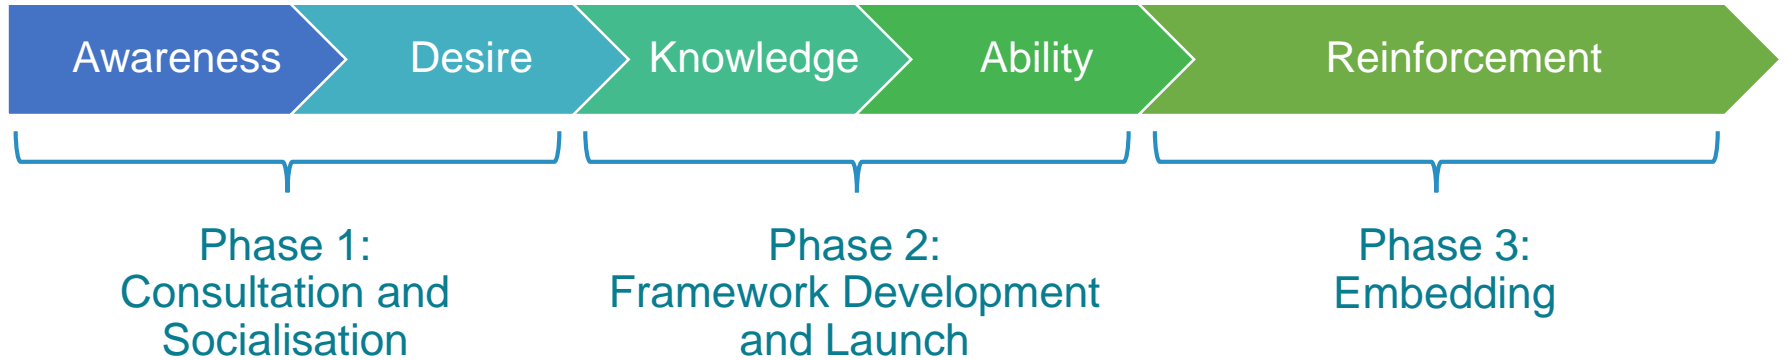 Awareness
Desire
Knowledge
Ability
Reinforcement
Phase 1:
Consultation and
Socialisation
Phase 2:
Framework Development
and Launch
Phase 3:
Embedding